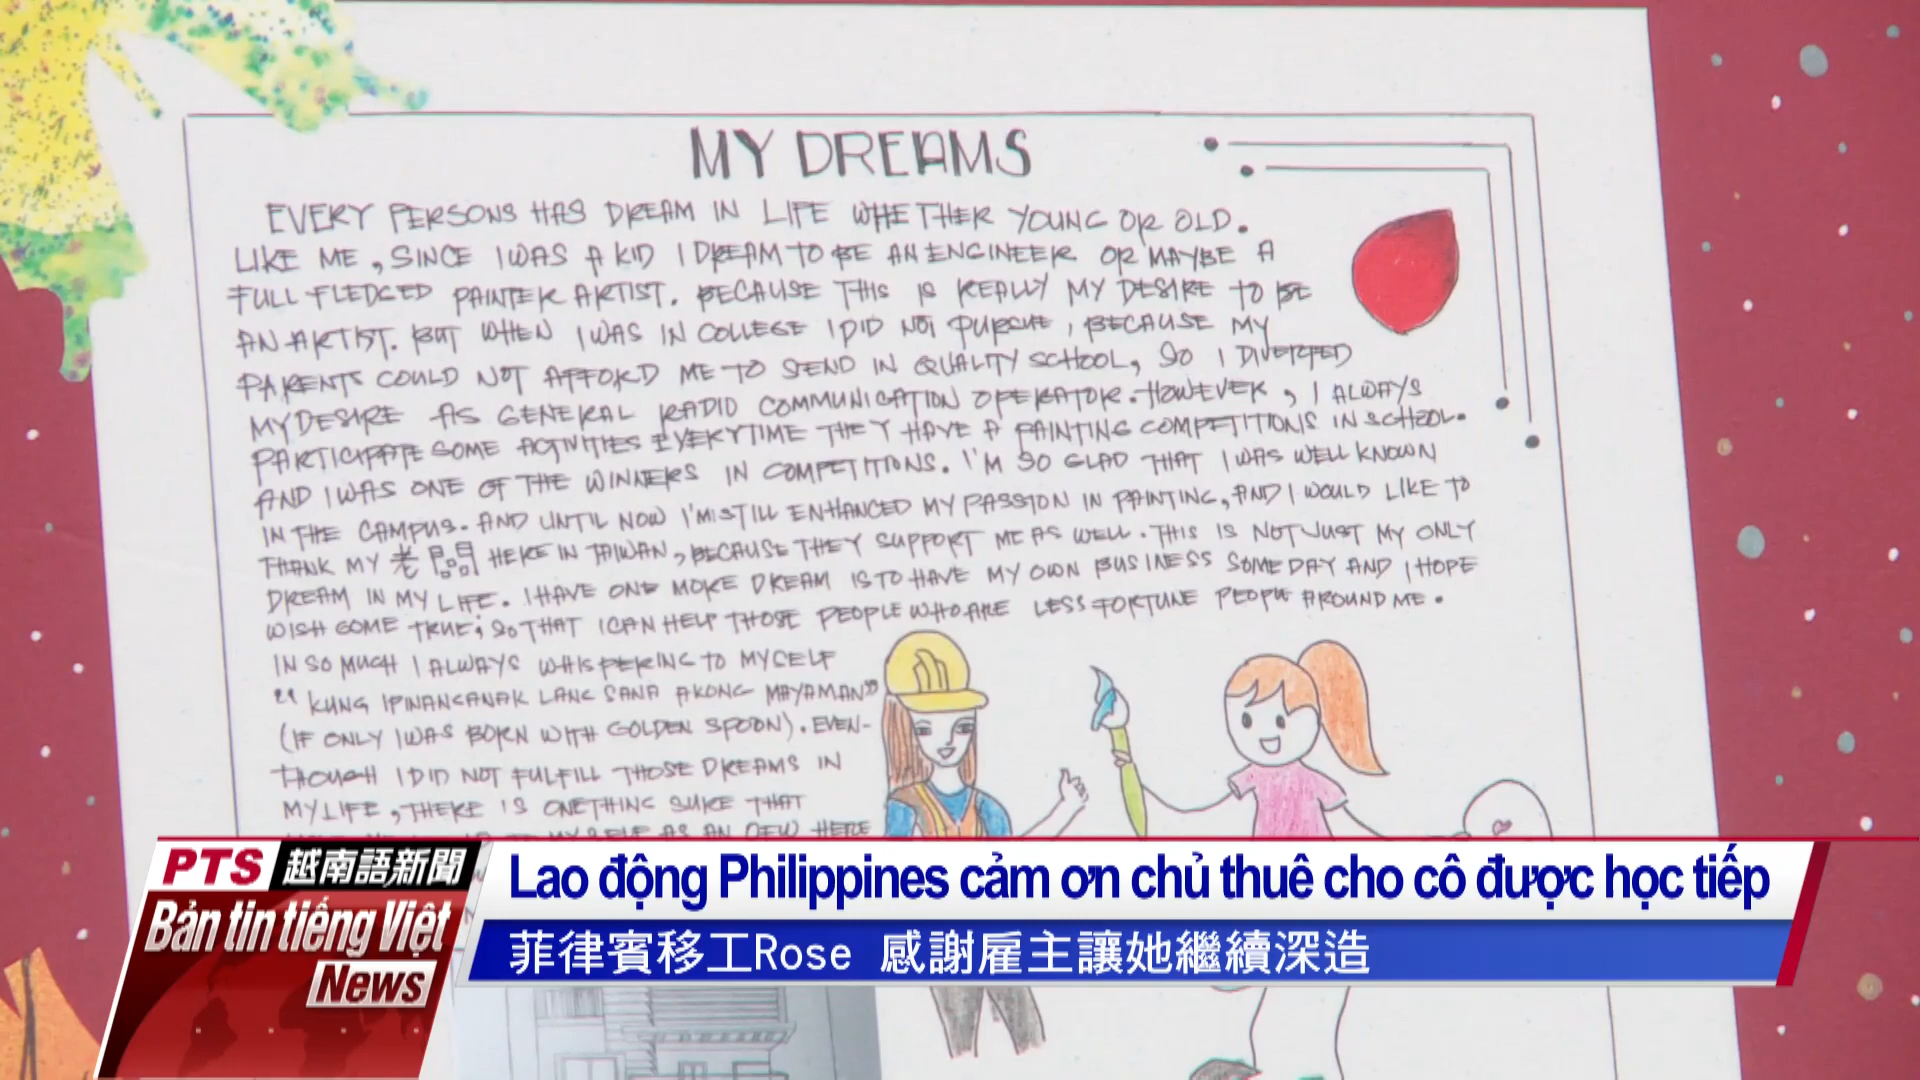 MY DREAMS
EVERY PERSONS HAS DREAM IN LIFE WHETHER YOUNG OR OLD.
LIKE ME, SINCE I WAS A KID I DREAM TO BE AN ENGINEER OR MAYBE A
FULL FLEDGED PAINTER ARTIST. BECAUSE THIS IS REALLY MY DESIRE TO BE
AN ARTIST. BUT WHEN I WAS IN COLLEGE I DID NOT PURSUE, BECAUSE MY
PARENTS COULD NOT AFFORD ME TO SEND IN QUALITY SCHOOL, SO I DIVERTED
MY DESIRE AS GENERAL RADIO COMMUNICATION OPERATOR. HOWEVER, I ALWAYS
PARTICIPATE SOME ACTIVITIES EVERYTIME THEY HAVE A PAINTING COMPETITIONS IN SCHOOL.
AND I WAS ONE OF THE WINNERS IN COMPETITIONS. I'M SO GLAD THAT I WAS WELL KNOWN
IN THE CAMPUS. AND UNTIL NOW I'M STILL ENHANCED MY PASSION IN PAINTING, AND I WOULD LIKE TO
THANK MY 老闆 HERE IN TAIWAN, BECAUSE THEY SUPPORT ME AS WELL. THIS IS NOT JUST MY ONLY
DREAM IN MY LIFE. I HAVE ONE MORE DREAM IS TO HAVE MY OWN BUSINESS SOMEDAY AND I HOPE
WISH COME TRUE; SO THAT I CAN HELP THOSE PEOPLE WHO ARE LESS FORTUNE PEOPLE AROUND ME.
IN SO MUCH I ALWAYS WHISPERING TO MYSELF
"KUNG IPINANGANAK LANG SANA AKONG MAYAMAN"
(IF ONLY I WAS BORN WITH GOLDEN SPOON). EVEN-
THOUGH I DID NOT FULFILL THOSE DREAMS IN
MY LIFE, THERE IS ONETHING SURE THAT
TO MYSELF AS AN OFW HERE
PTS 越南語新聞
Bản tin tiếng Việt
News
Lao động Philippines cảm ơn chủ thuê cho cô được học tiếp
菲律賓移工Rose 感謝雇主讓她繼續深造